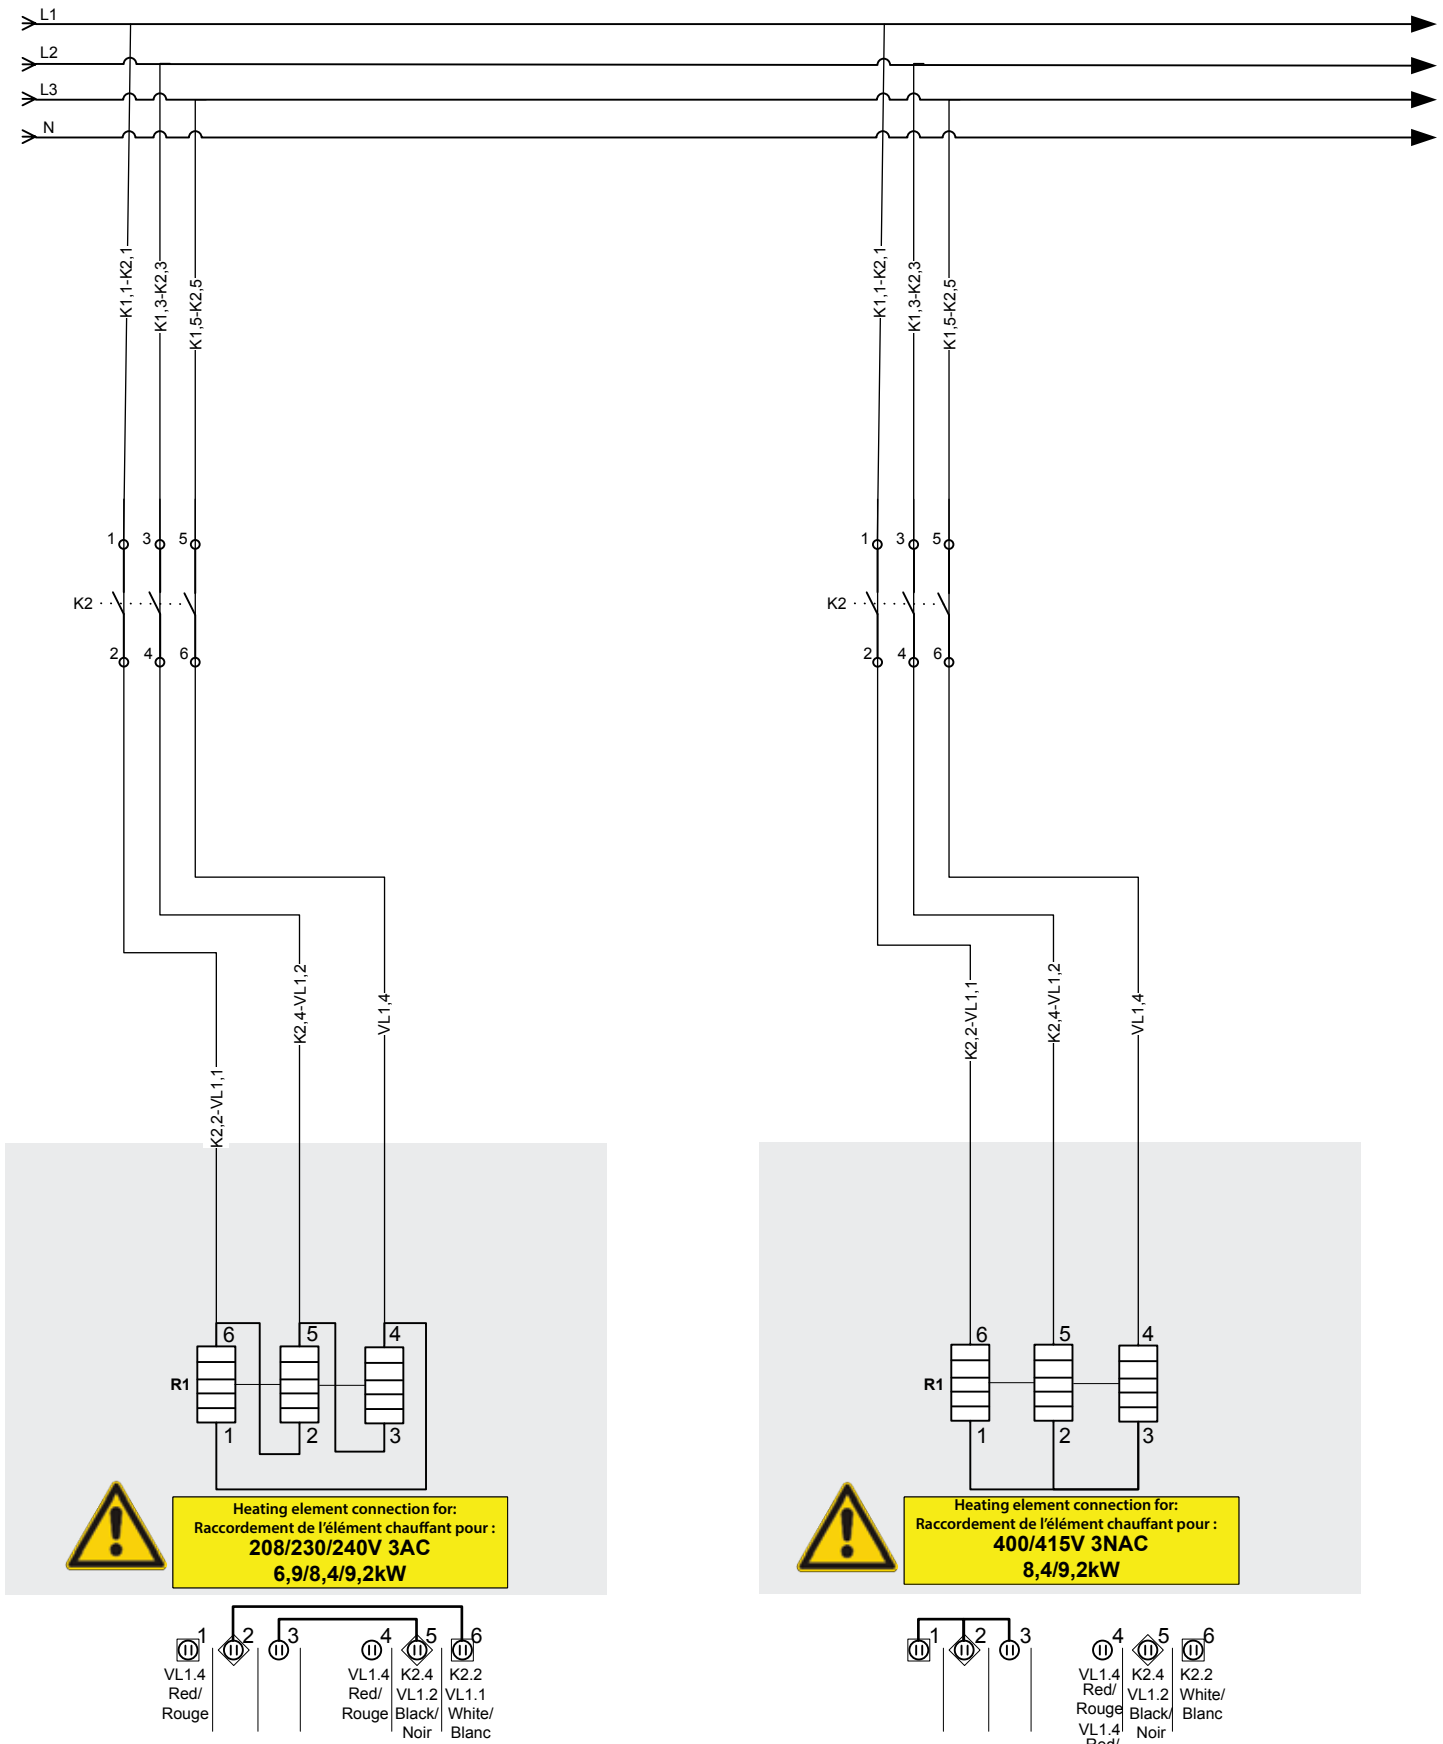 L1
L2
L3
N
K1,1-K2,1
K1,3-K2,3
K1,5-K2,5
K1,1-K2,1
K1,3-K2,3
K1,5-K2,5
1 3 5
K2
2 4 6
1 3 5
K2
2 4 6
K2,2-VL1,1
K2,4-VL1,2
VL1,4
K2,2-VL1,1
K2,4-VL1,2
VL1,4
6 5 4
R1
1 2 3
6 5 4
R1
1 2 3
Heating element connection for:
Raccordement de l'élément chauffant pour :
208/230/240V 3AC
6,9/8,4/9,2kW
Heating element connection for:
Raccordement de l'élément chauffant pour :
400/415V 3NAC
8,4/9,2kW
1 2 3 4 5 6
VL1.4
Red/
Rouge
VL1.4
Red/
Rouge
K2.4
VL1.2
Black/
Noir
K2.2
VL1.1
White/
Blanc
1 2 3 4 5 6
VL1.4
Red/
Rouge
VL1.4
Red/
K2.4
VL1.2
Black/
Noir
K2.2
White/
Blanc